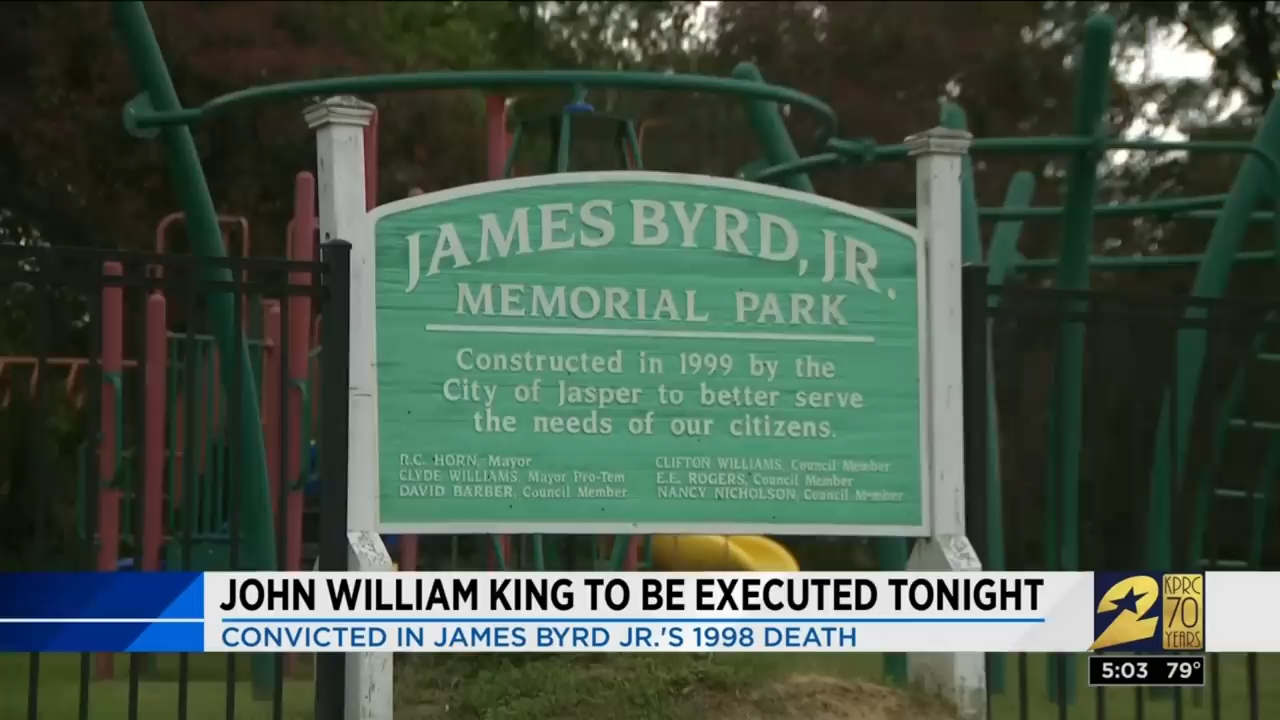 JAMES BYRD, JR.
MEMORIAL PARK
Constructed in 1999 by the
City of Jasper to better serve
the needs of our citizens.
R.C. HORN, Mayor
CLYDE WILLIAMS, Mayor Pro-Tem
DAVID BARBER, Council Member
CLIFTON WILLIAMS, Council Member
E.E. ROGERS, Council Member
NANCY NICHOLSON, Council Member
JOHN WILLIAM KING TO BE EXECUTED TONIGHT
CONVICTED IN JAMES BYRD JR.'S 1998 DEATH
2
KPRC
70
YEARS
5:03 79°